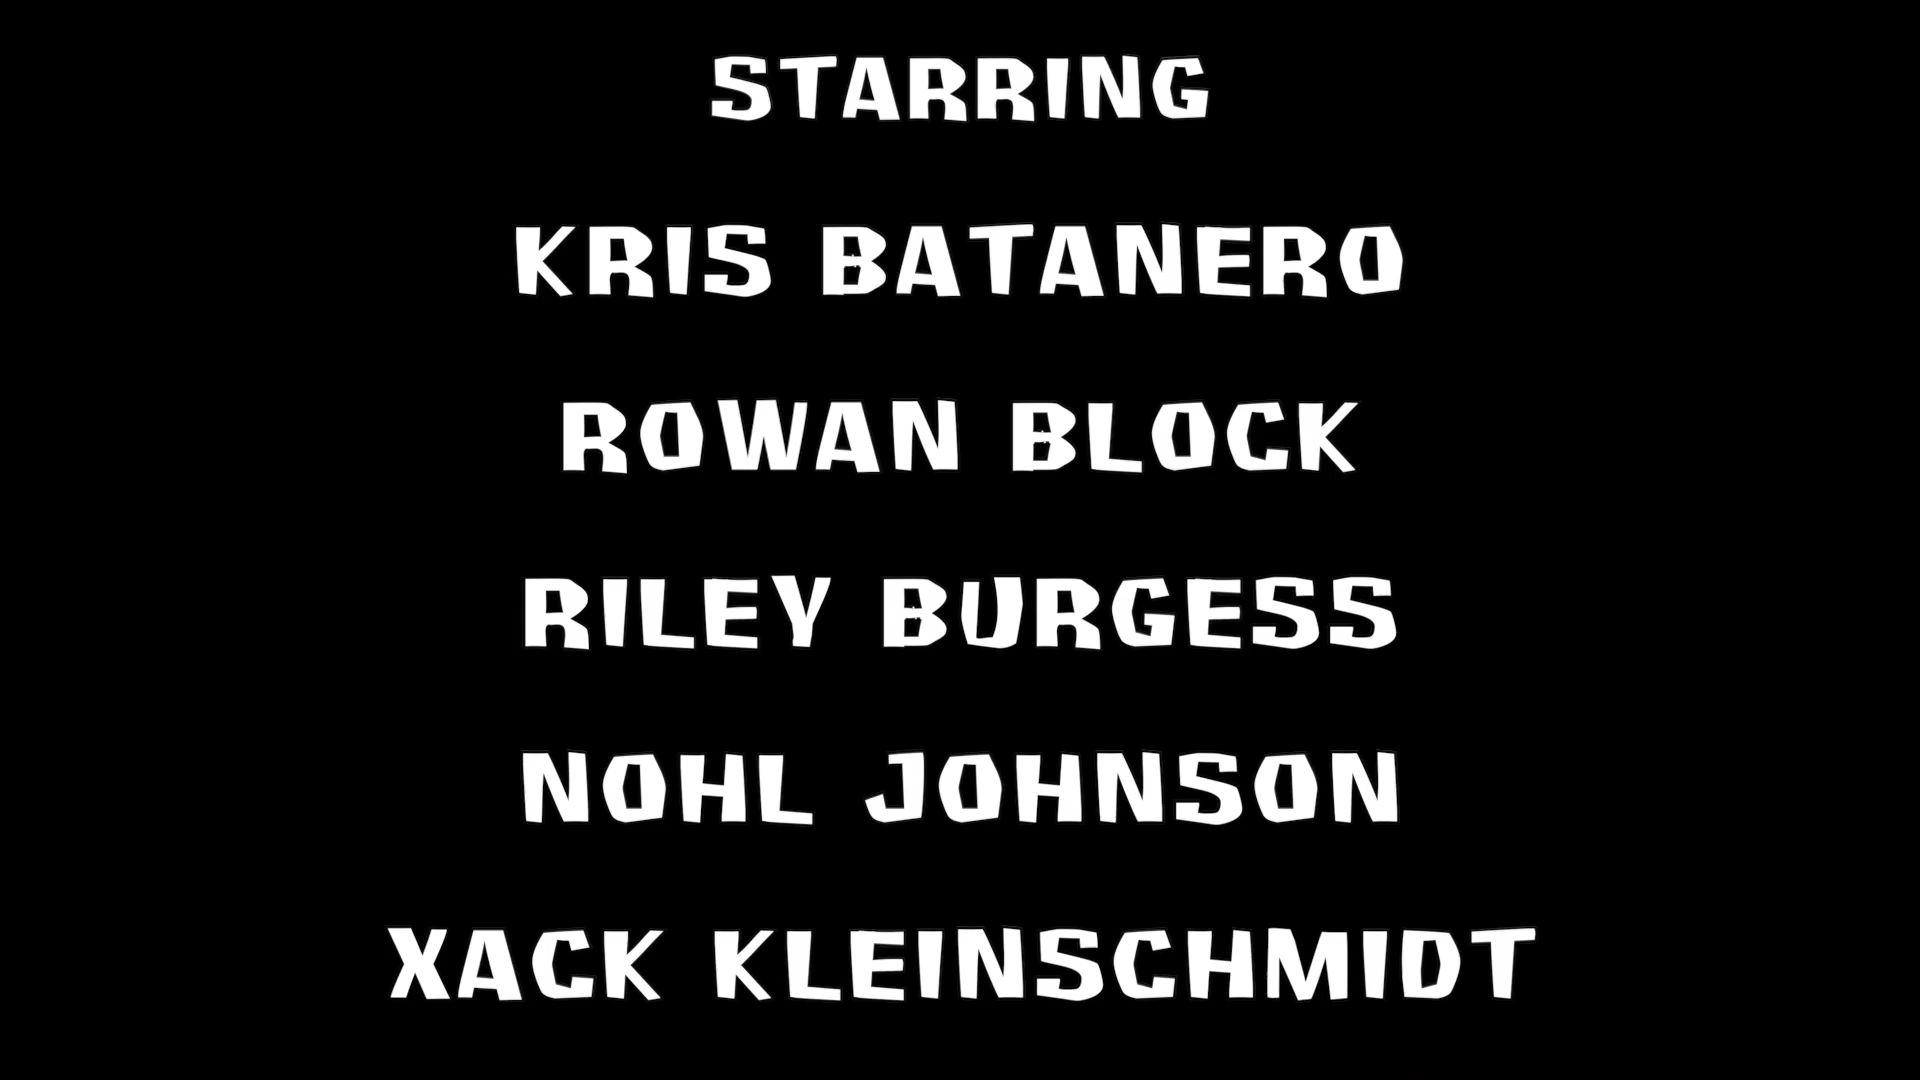 STARRING
KRIS BATANERO
ROWAN BLOCK
RILEY BURGESS
NOHL JOHNSON
XACK KLEINSCHMIDT